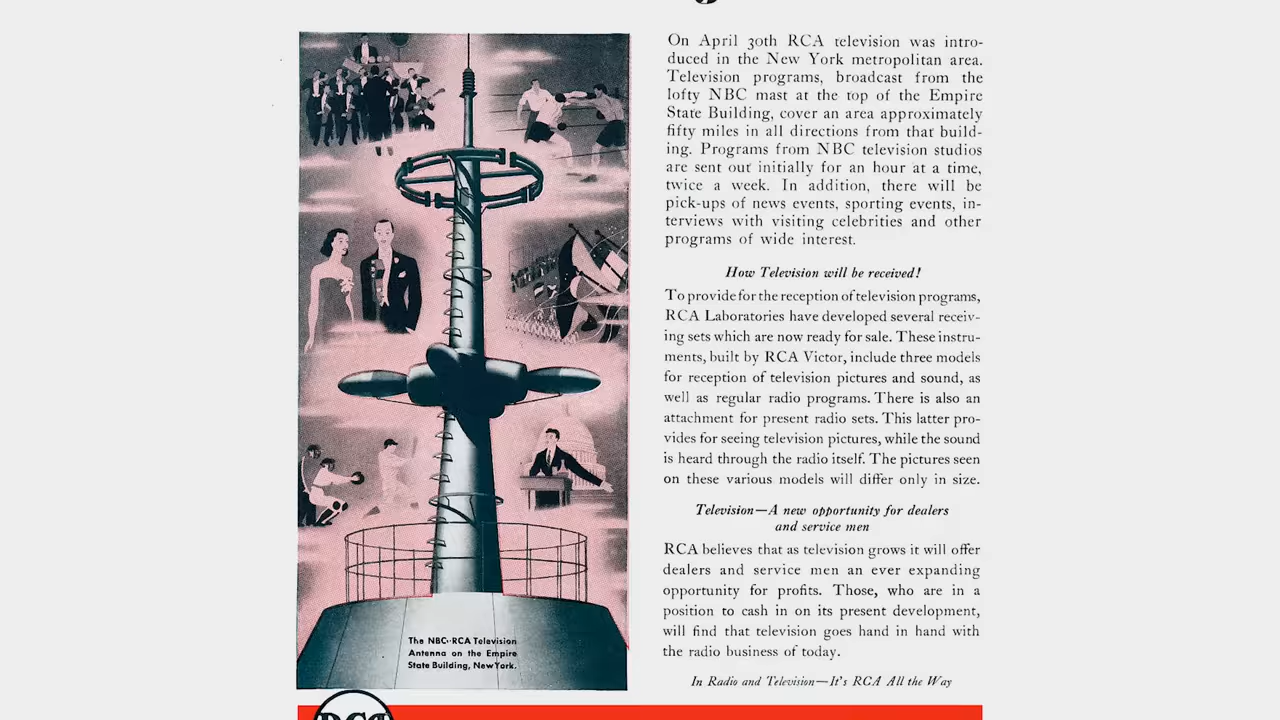 On April 30th RCA television was intro-
duced in the New York metropolitan area.
Television programs, broadcast from the
lofty NBC mast at the top of the Empire
State Building, cover an area approximately
fifty miles in all directions from that build-
ing. Programs from NBC television studios
are sent out initially for an hour at a time,
twice a week. In addition, there will be
pick-ups of news events, sporting events, in-
terviews with visiting celebrities and other
programs of wide interest.
How Television will be received!
To provide for the reception of television programs,
RCA Laboratories have developed several receiv-
ing sets which are now ready for sale. These instru-
ments, built by RCA Victor, include three models
for reception of television pictures and sound, as
well as regular radio programs. There is also an
attachment for present radio sets. This latter pro-
vides for seeing television pictures, while the sound
is heard through the radio itself. The pictures seen
on these various models will differ only in size.
Television—A new opportunity for dealers
and service men
RCA believes that as television grows it will offer
dealers and service men an ever expanding
opportunity for profits. Those, who are in a
position to cash in on its present development,
will find that television goes hand in hand with
the radio business of today.
In Radio and Television—It's RCA All the Way
The NBC-RCA Television
Antenna on the Empire
State Building, New York.
RCA